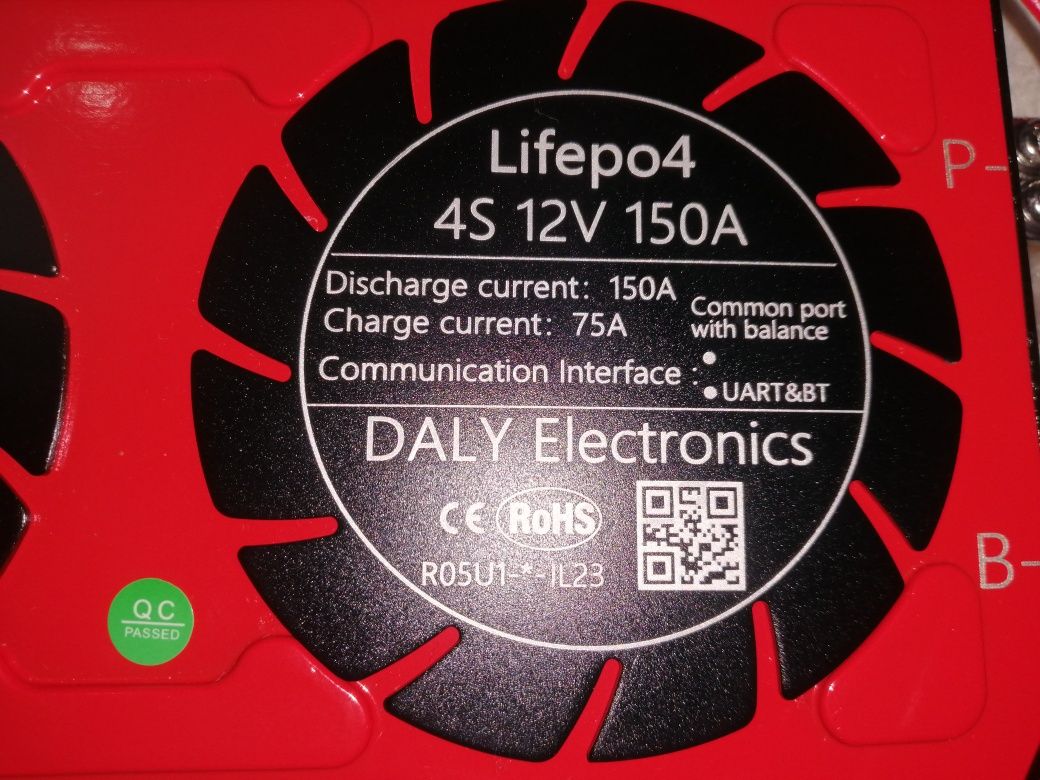 Lifepo4
4S 12V 150A
Discharge current: 150A
Charge current: 75A
Common port
with balance
Communication Interface :
UART&BT
DALY Electronics
CE RoHS
R05U1-*-IL23
QC
PASSED
P-
B-